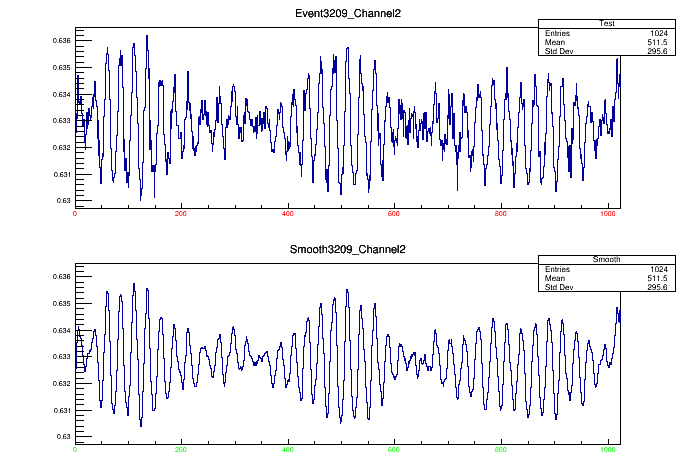 Event3209_Channel2
Test
Entries 1024
Mean 511.5
Std Dev 295.6
0.636
0.635
0.634
0.633
0.632
0.631
0.63
0 200 400 600 800 1000
Smooth3209_Channel2
Smooth
Entries 1024
Mean 511.5
Std Dev 295.6
0.636
0.635
0.634
0.633
0.632
0.631
0.63
0 200 400 600 800 1000